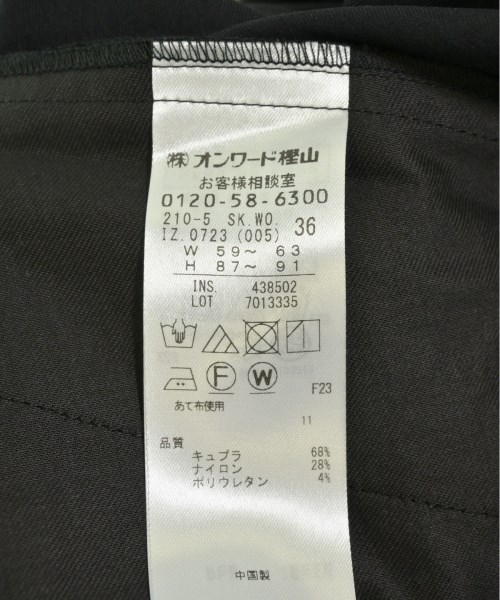 ㈱オンワード樫山
お客様相談室
0120-58-6300
210-5 SK.WO. 36
IZ.0723 (005)
W 59～ 63
H 87～ 91
INS. 438502
LOT 7013335
F W
F23
あて布使用
11
品質
キュプラ 68%
ナイロン 28%
ポリウレタン 4%
中国製